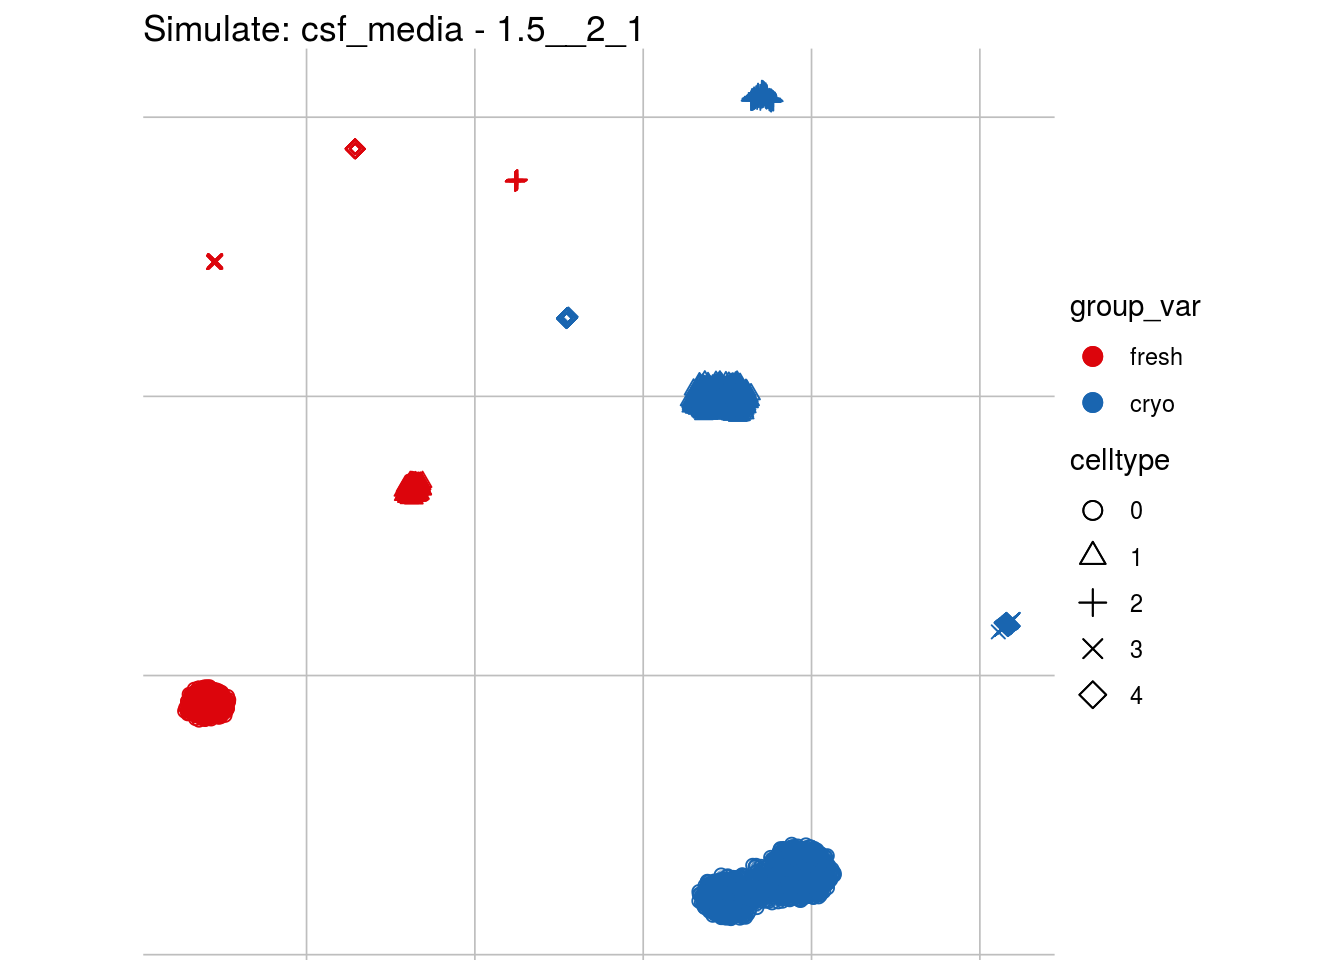 Simulate: csf_media - 1.5__2_1
group_var
fresh
cryo
celltype
0
1
2
3
4